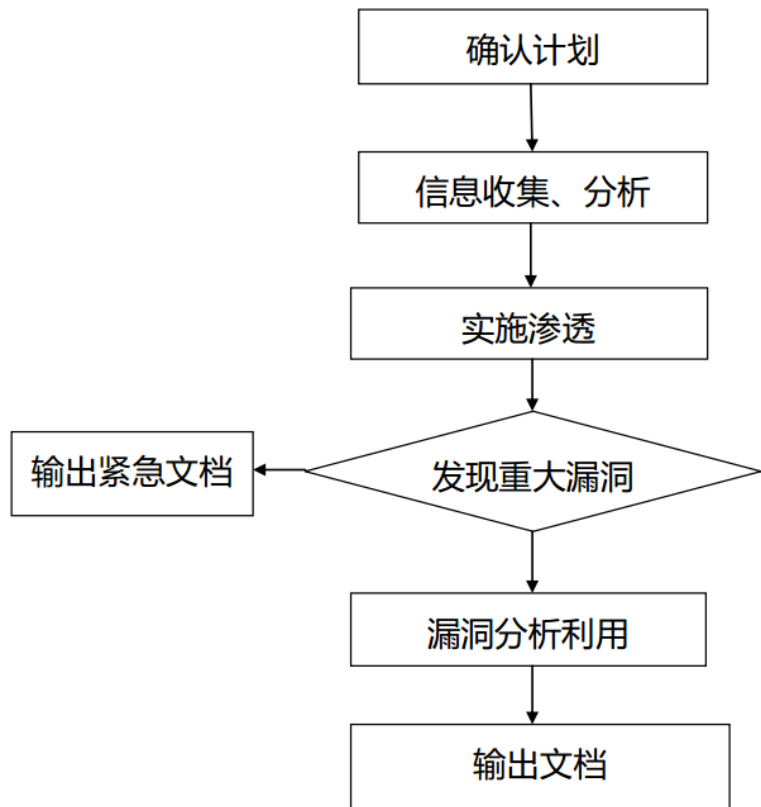 确认计划
信息收集、分析
实施渗透
发现重大漏洞
输出紧急文档
漏洞分析利用
输出文档